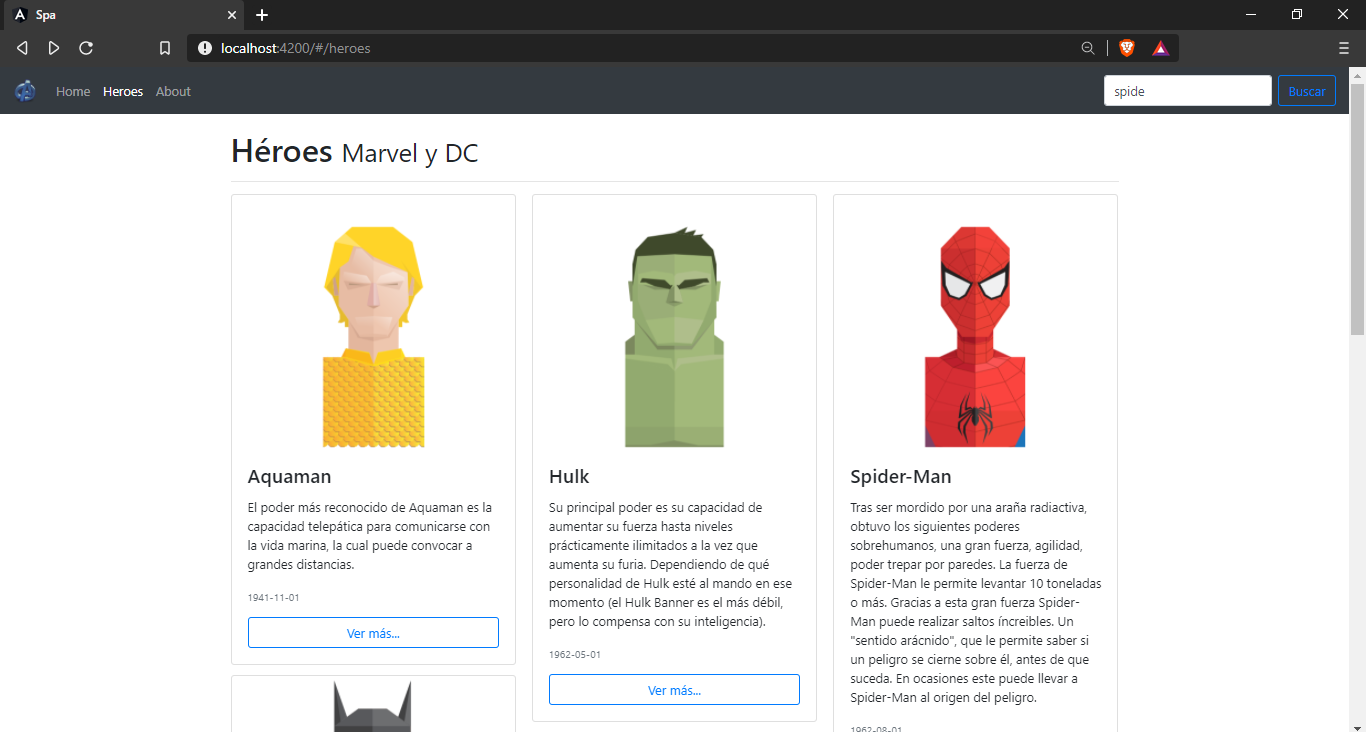 Spa
localhost:4200/#/heroes
Home Heroes About
spide
Buscar
Héroes Marvel y DC
Aquaman
El poder más reconocido de Aquaman es la
capacidad telepática para comunicarse con
la vida marina, la cual puede convocar a
grandes distancias.
1941-11-01
Ver más...
Hulk
Su principal poder es su capacidad de
aumentar su fuerza hasta niveles
prácticamente ilimitados a la vez que
aumenta su furia. Dependiendo de qué
personalidad de Hulk esté al mando en ese
momento (el Hulk Banner es el más débil,
pero lo compensa con su inteligencia).
1962-05-01
Ver más...
Spider-Man
Tras ser mordido por una araña radiactiva,
obtuvo los siguientes poderes
sobrehumanos, una gran fuerza, agilidad,
poder trepar por paredes. La fuerza de
Spider-Man le permite levantar 10 toneladas
o más. Gracias a esta gran fuerza Spider-
Man puede realizar saltos íncreibles. Un
"sentido arácnido", que le permite saber si
un peligro se cierne sobre él, antes de que
suceda. En ocasiones este puede llevar a
Spider-Man al origen del peligro.
1962-08-01